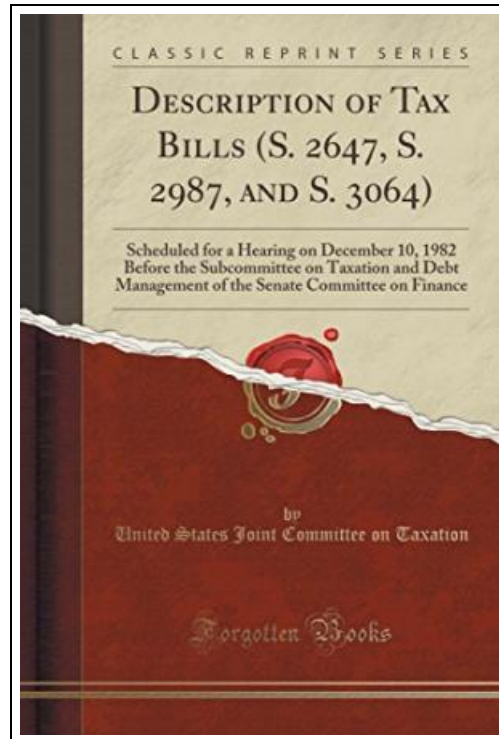 CLASSIC REPRINT SERIES
DESCRIPTION OF TAX
BILLS (S. 2647, S.
2987, AND S. 3064)
Scheduled for a Hearing on December 10, 1982
Before the Subcommittee on Taxation and Debt
Management of the Senate Committee on Finance
by
United States Joint Committee on Taxation
Forgotten Books